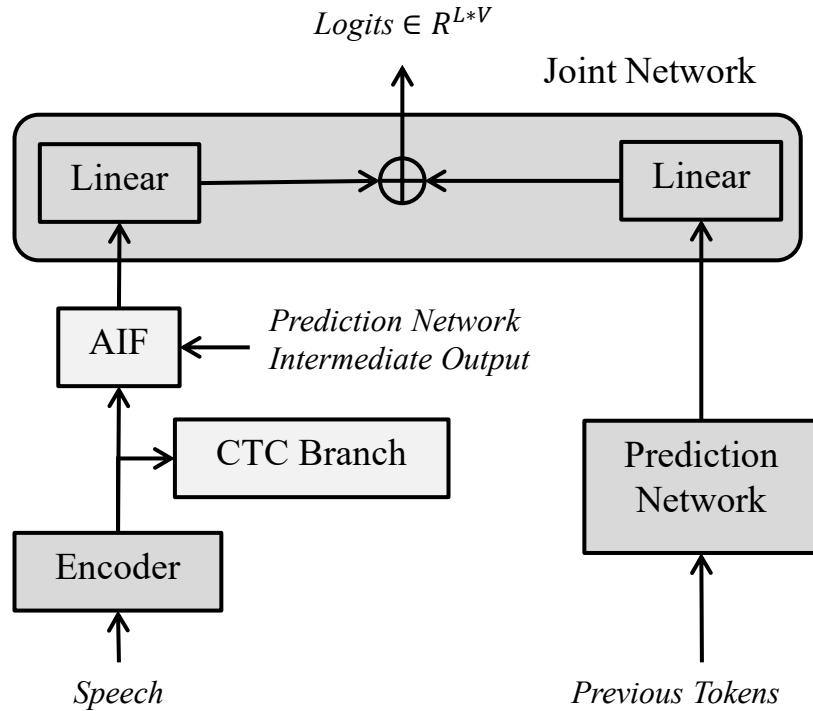 Logits ∈ R^{L*V}
Joint Network
Linear
Linear
AIF
Prediction Network
Intermediate Output
CTC Branch
Prediction
Network
Encoder
Speech
Previous Tokens